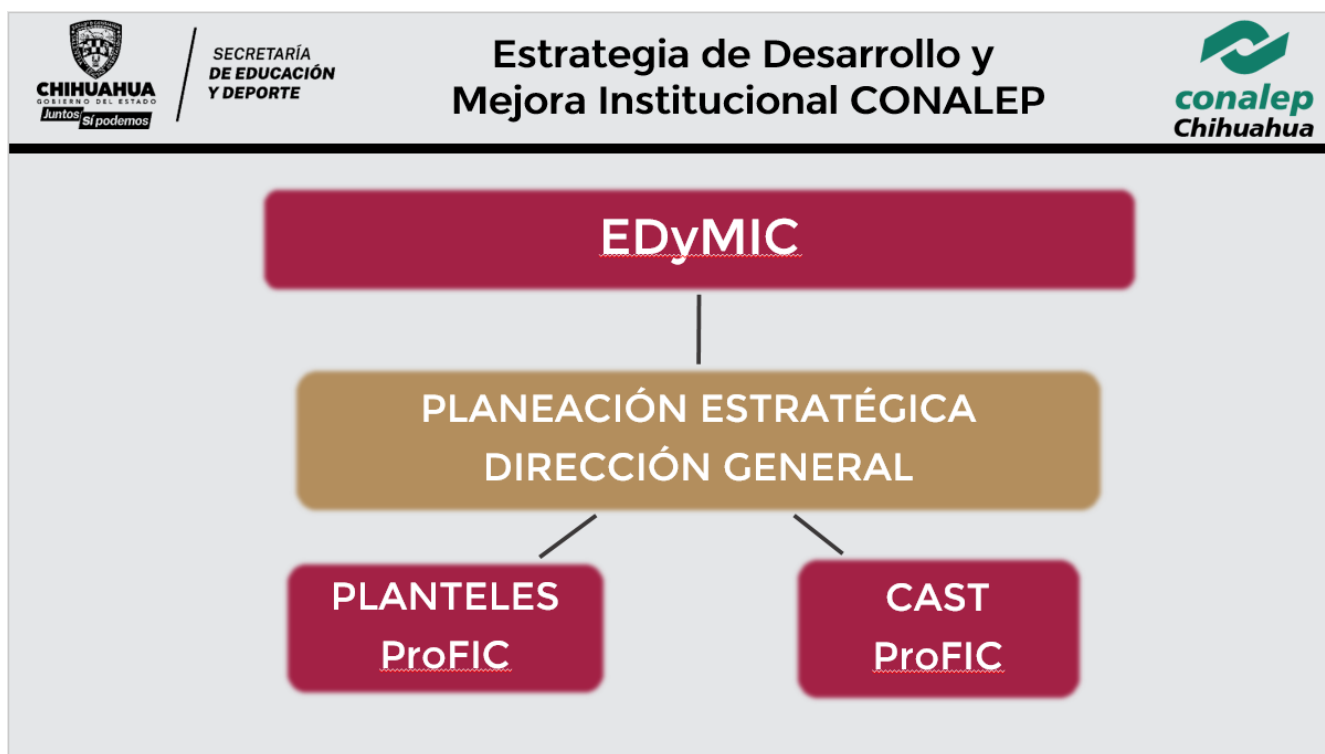 CHIHUAHUA
GOBIERNO DEL ESTADO
Juntos
Sí podemos
SECRETARÍA
DE EDUCACIÓN
Y DEPORTE
Estrategia de Desarrollo y
Mejora Institucional CONALEP
conalep
Chihuahua
EDyMIC
PLANEACIÓN ESTRATÉGICA
DIRECCIÓN GENERAL
PLANTELES
ProFIC
CAST
ProFIC